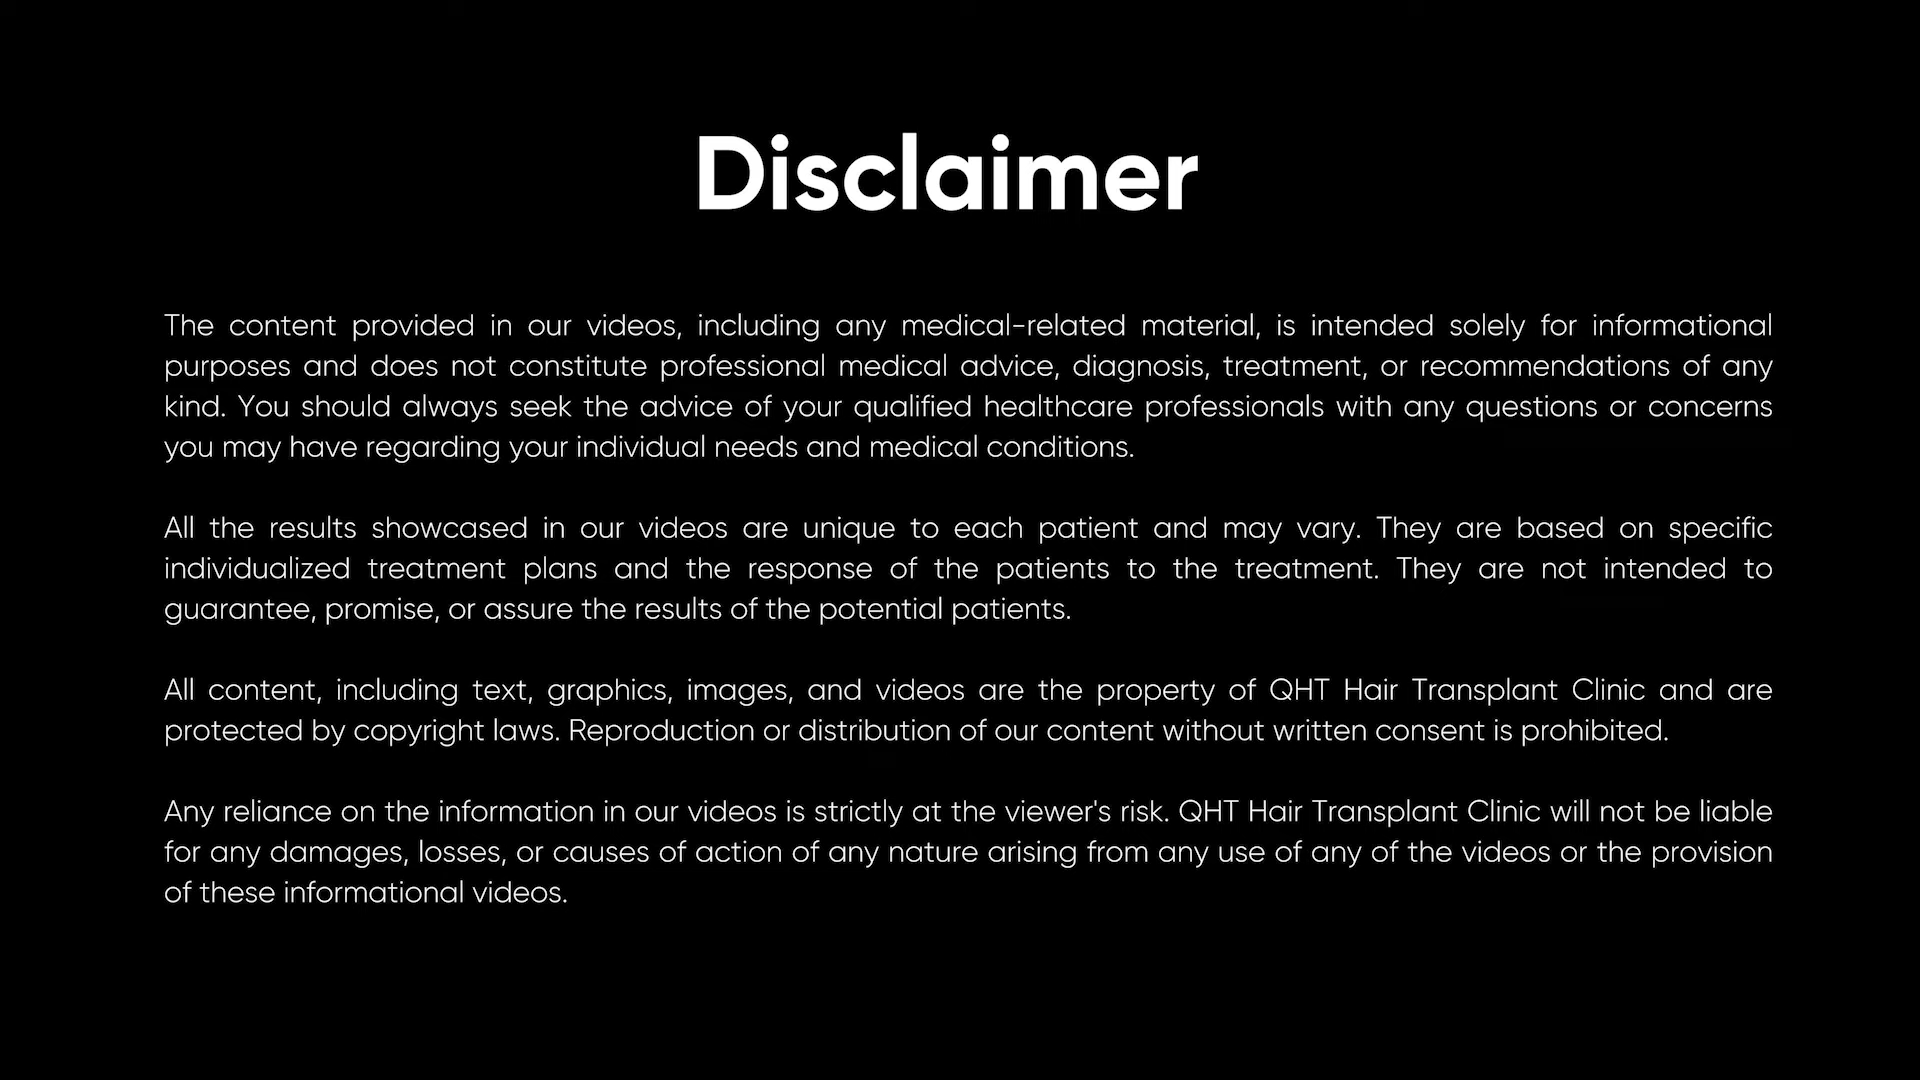 Disclaimer
The content provided in our videos, including any medical-related material, is intended solely for informational
purposes and does not constitute professional medical advice, diagnosis, treatment, or recommendations of any
kind. You should always seek the advice of your qualified healthcare professionals with any questions or concerns
you may have regarding your individual needs and medical conditions.
All the results showcased in our videos are unique to each patient and may vary. They are based on specific
individualized treatment plans and the response of the patients to the treatment. They are not intended to
guarantee, promise, or assure the results of the potential patients.
All content, including text, graphics, images, and videos are the property of QHT Hair Transplant Clinic and are
protected by copyright laws. Reproduction or distribution of our content without written consent is prohibited.
Any reliance on the information in our videos is strictly at the viewer's risk. QHT Hair Transplant Clinic will not be liable
for any damages, losses, or causes of action of any nature arising from any use of any of the videos or the provision
of these informational videos.